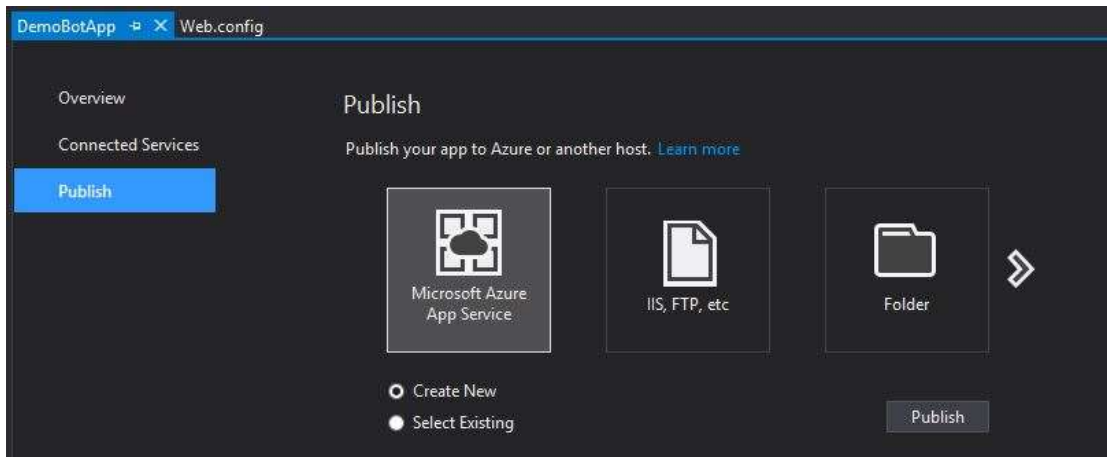 DemoBotApp Web.config
Overview
Connected Services
Publish
Publish
Publish your app to Azure or another host. Learn more
Microsoft Azure
App Service
IIS, FTP, etc
Folder
Create New
Select Existing
Publish